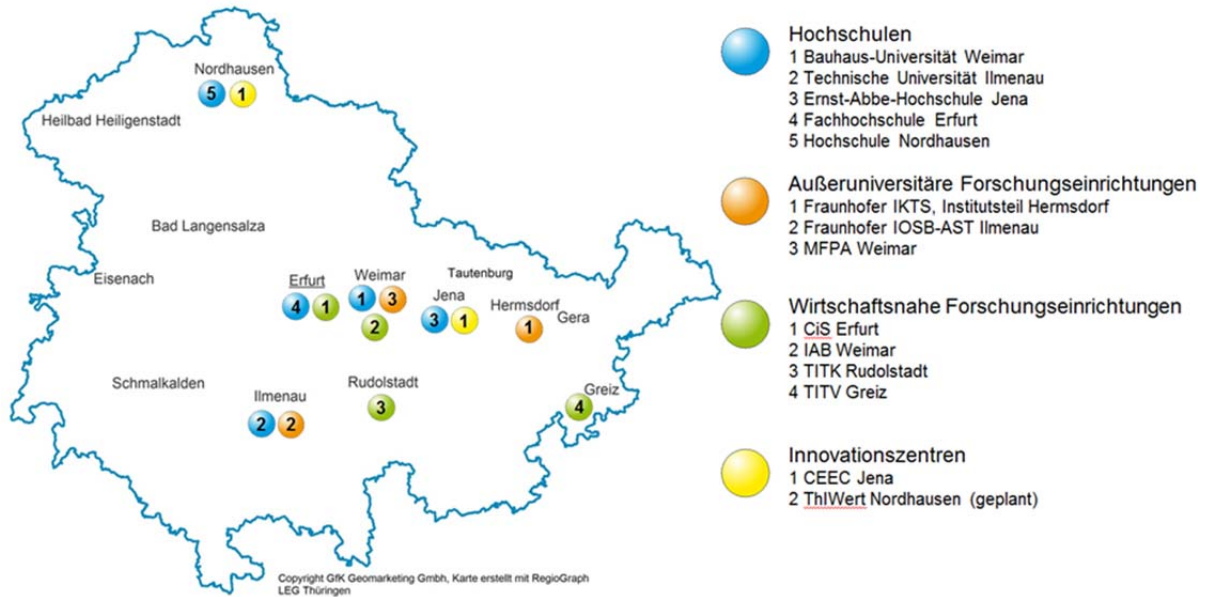 Nordhausen
5 1
Heilbad Heiligenstadt
Bad Langensalza
Eisenach
Erfurt
4 1
Weimar
1 3
2
Tautenburg
Jena
3 1
Hermsdorf
1
Gera
Schmalkalden
Ilmenau
2 2
Rudolstadt
3
Greiz
4
Copyright GfK Geomarketing Gmbh, Karte erstellt mit RegioGraph
LEG Thüringen
Hochschulen
1 Bauhaus-Universität Weimar
2 Technische Universität Ilmenau
3 Ernst-Abbe-Hochschule Jena
4 Fachhochschule Erfurt
5 Hochschule Nordhausen
Außeruniversitäre Forschungseinrichtungen
1 Fraunhofer IKTS, Institutsteil Hermsdorf
2 Fraunhofer IOSB-AST Ilmenau
3 MFPA Weimar
Wirtschaftsnahe Forschungseinrichtungen
1 CiS Erfurt
2 IAB Weimar
3 TITK Rudolstadt
4 TITV Greiz
Innovationszentren
1 CEEC Jena
2 ThIWert Nordhausen (geplant)